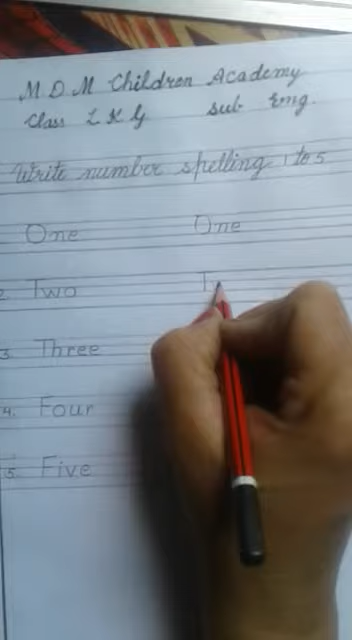 M D M Children Academy
Class L K G Sub Eng.
Write number spelling 1 to 5
One One
2. Two T
3. Three
4. Four
5. Five